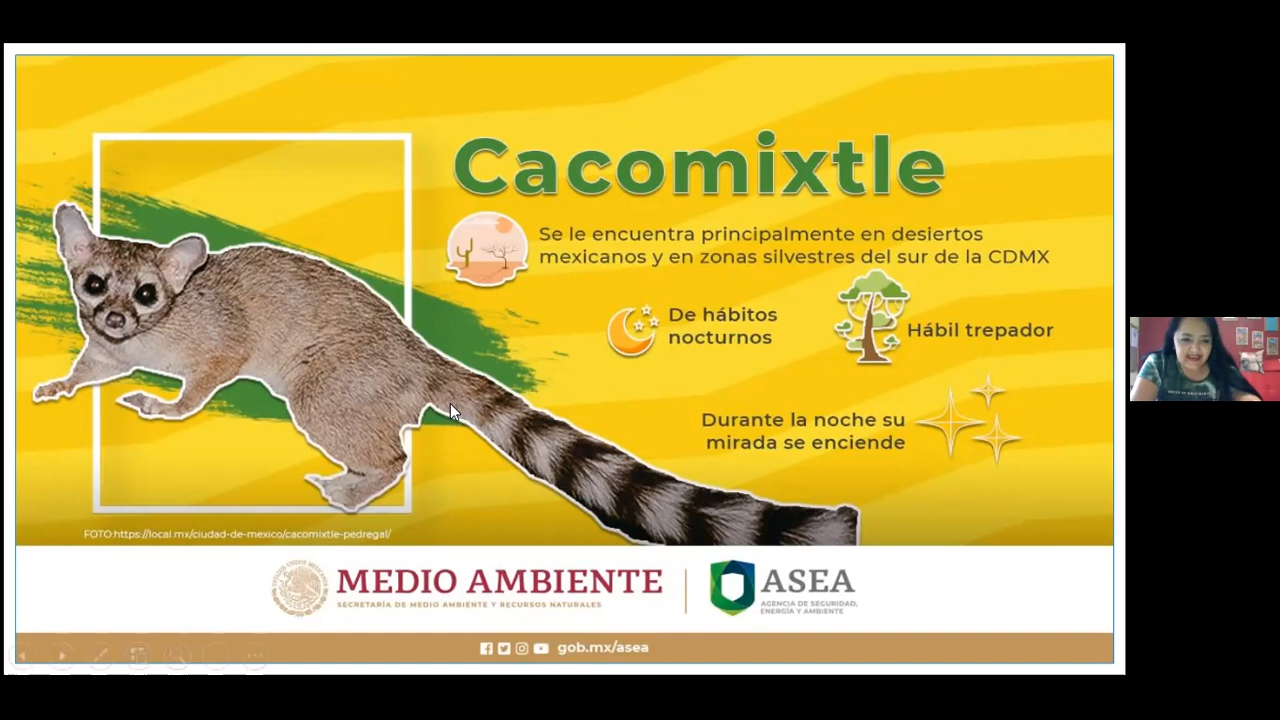 Cacomixtle
Se le encuentra principalmente en desiertos
mexicanos y en zonas silvestres del sur de la CDMX
De hábitos
nocturnos
Hábil trepador
Durante la noche su
mirada se enciende
FOTO:https://local.mx/ciudad-de-mexico/cacomixtle-pedregal/
MEDIO AMBIENTE
SECRETARÍA DE MEDIO AMBIENTE Y RECURSOS NATURALES
ASEA
AGENCIA DE SEGURIDAD,
ENERGÍA Y AMBIENTE
gob.mx/asea